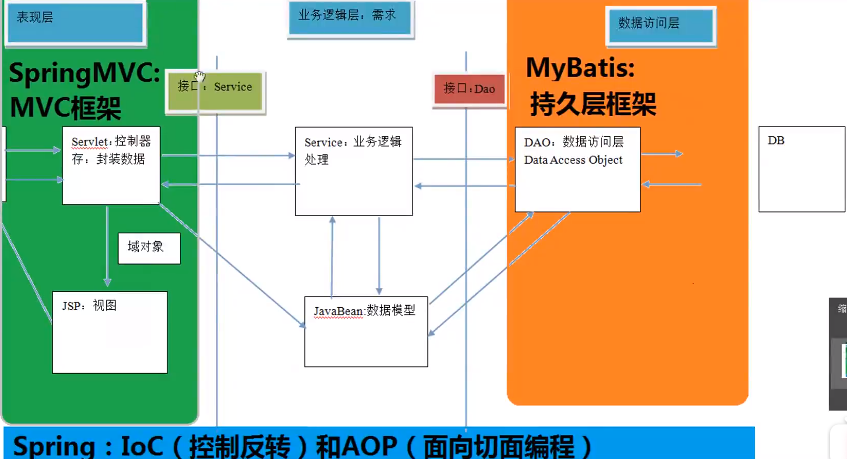 表现层
业务逻辑层：需求
数据访问层
SpringMVC:
MVC框架
接口：Service
接口：Dao
MyBatis:
持久层框架
Servlet：控制器
存：封装数据
Service：业务逻辑
处理
DAO：数据访问层
Data Access Object
DB
域对象
JSP：视图
JavaBean:数据模型
缩
Spring：IoC（控制反转）和AOP（面向切面编程）